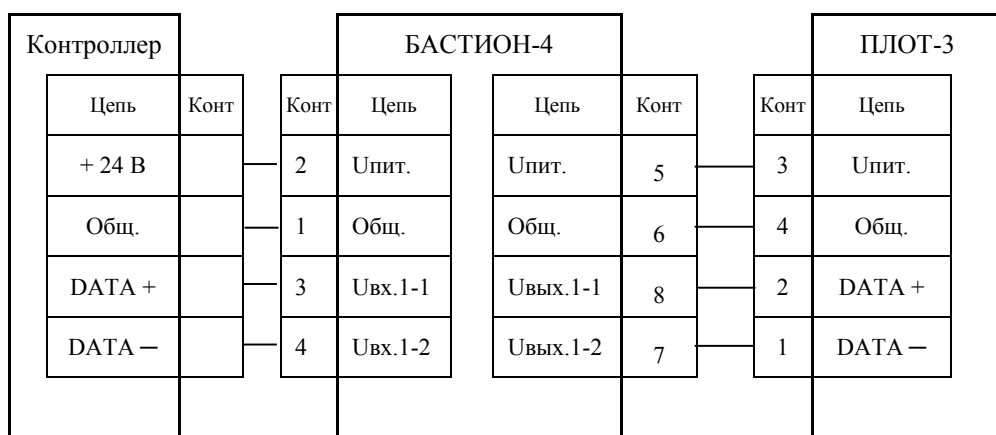 Контроллер БАСТИОН-4 ПЛОТ-3
Цепь Конт Конт Цепь Цепь Конт Конт Цепь
+ 24 В 2 Uпит. Uпит. 5 3 Uпит.
Общ. 1 Общ. Общ. 6 4 Общ.
DATA + 3 Uвх.1-1 Uвых.1-1 8 2 DATA +
DATA — 4 Uвх.1-2 Uвых.1-2 7 1 DATA —